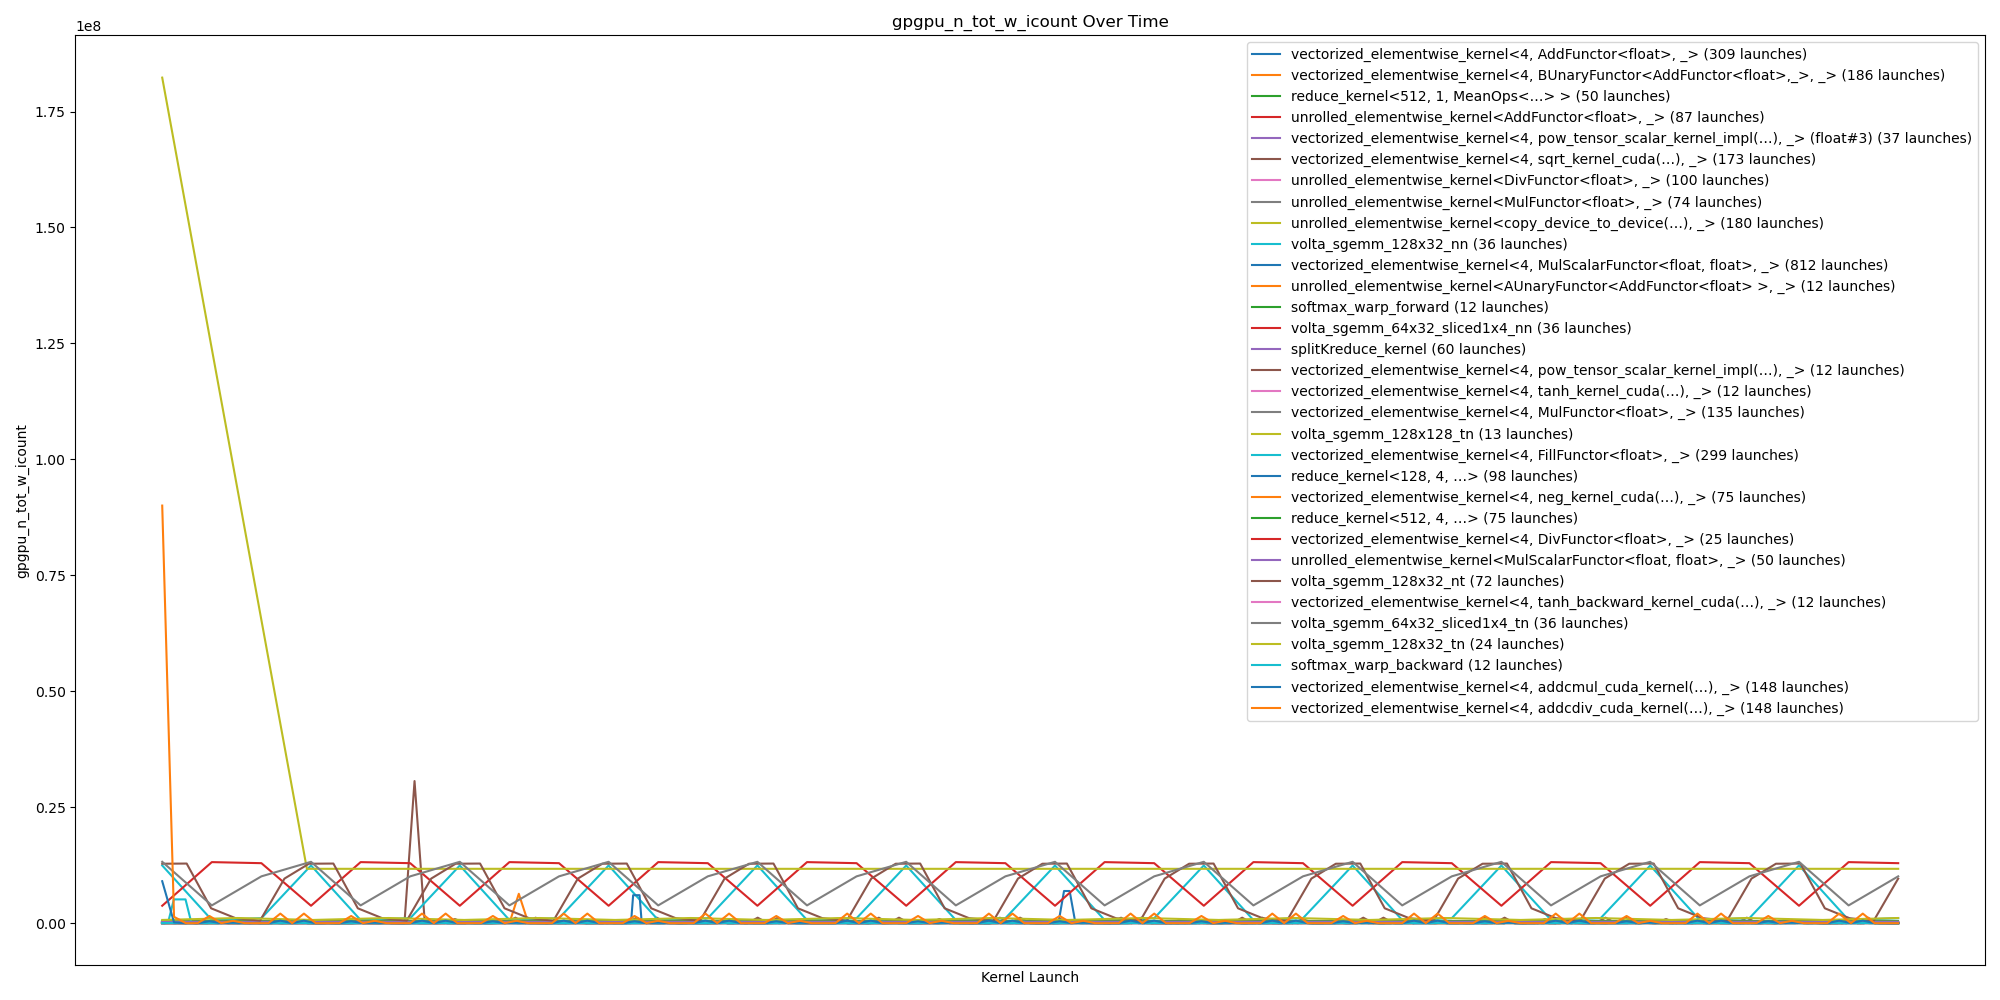 gpgpu_n_tot_w_icount Over Time
1e8
vectorized_elementwise_kernel<4, AddFunctor<float>, _> (309 launches)
vectorized_elementwise_kernel<4, BUnaryFunctor<AddFunctor<float>,_>, _> (186 launches)
reduce_kernel<512, 1, MeanOps<...> > (50 launches)
unrolled_elementwise_kernel<AddFunctor<float>, _> (87 launches)
vectorized_elementwise_kernel<4, pow_tensor_scalar_kernel_impl(...), _> (float#3) (37 launches)
vectorized_elementwise_kernel<4, sqrt_kernel_cuda(...), _> (173 launches)
unrolled_elementwise_kernel<DivFunctor<float>, _> (100 launches)
unrolled_elementwise_kernel<MulFunctor<float>, _> (74 launches)
unrolled_elementwise_kernel<copy_device_to_device(...), _> (180 launches)
volta_sgemm_128x32_nn (36 launches)
vectorized_elementwise_kernel<4, MulScalarFunctor<float, float>, _> (812 launches)
unrolled_elementwise_kernel<AUnaryFunctor<AddFunctor<float> >, _> (12 launches)
softmax_warp_forward (12 launches)
volta_sgemm_64x32_sliced1x4_nn (36 launches)
splitKreduce_kernel (60 launches)
vectorized_elementwise_kernel<4, pow_tensor_scalar_kernel_impl(...), _> (12 launches)
vectorized_elementwise_kernel<4, tanh_kernel_cuda(...), _> (12 launches)
vectorized_elementwise_kernel<4, MulFunctor<float>, _> (135 launches)
volta_sgemm_128x128_tn (13 launches)
vectorized_elementwise_kernel<4, FillFunctor<float>, _> (299 launches)
reduce_kernel<128, 4, ...> (98 launches)
vectorized_elementwise_kernel<4, neg_kernel_cuda(...), _> (75 launches)
reduce_kernel<512, 4, ...> (75 launches)
vectorized_elementwise_kernel<4, DivFunctor<float>, _> (25 launches)
unrolled_elementwise_kernel<MulScalarFunctor<float, float>, _> (50 launches)
volta_sgemm_128x32_nt (72 launches)
vectorized_elementwise_kernel<4, tanh_backward_kernel_cuda(...), _> (12 launches)
volta_sgemm_64x32_sliced1x4_tn (36 launches)
volta_sgemm_128x32_tn (24 launches)
softmax_warp_backward (12 launches)
vectorized_elementwise_kernel<4, addcmul_cuda_kernel(...), _> (148 launches)
vectorized_elementwise_kernel<4, addcdiv_cuda_kernel(...), _> (148 launches)
1.75
1.50
1.25
1.00
0.75
0.50
0.25
0.00
gpgpu_n_tot_w_icount
Kernel Launch